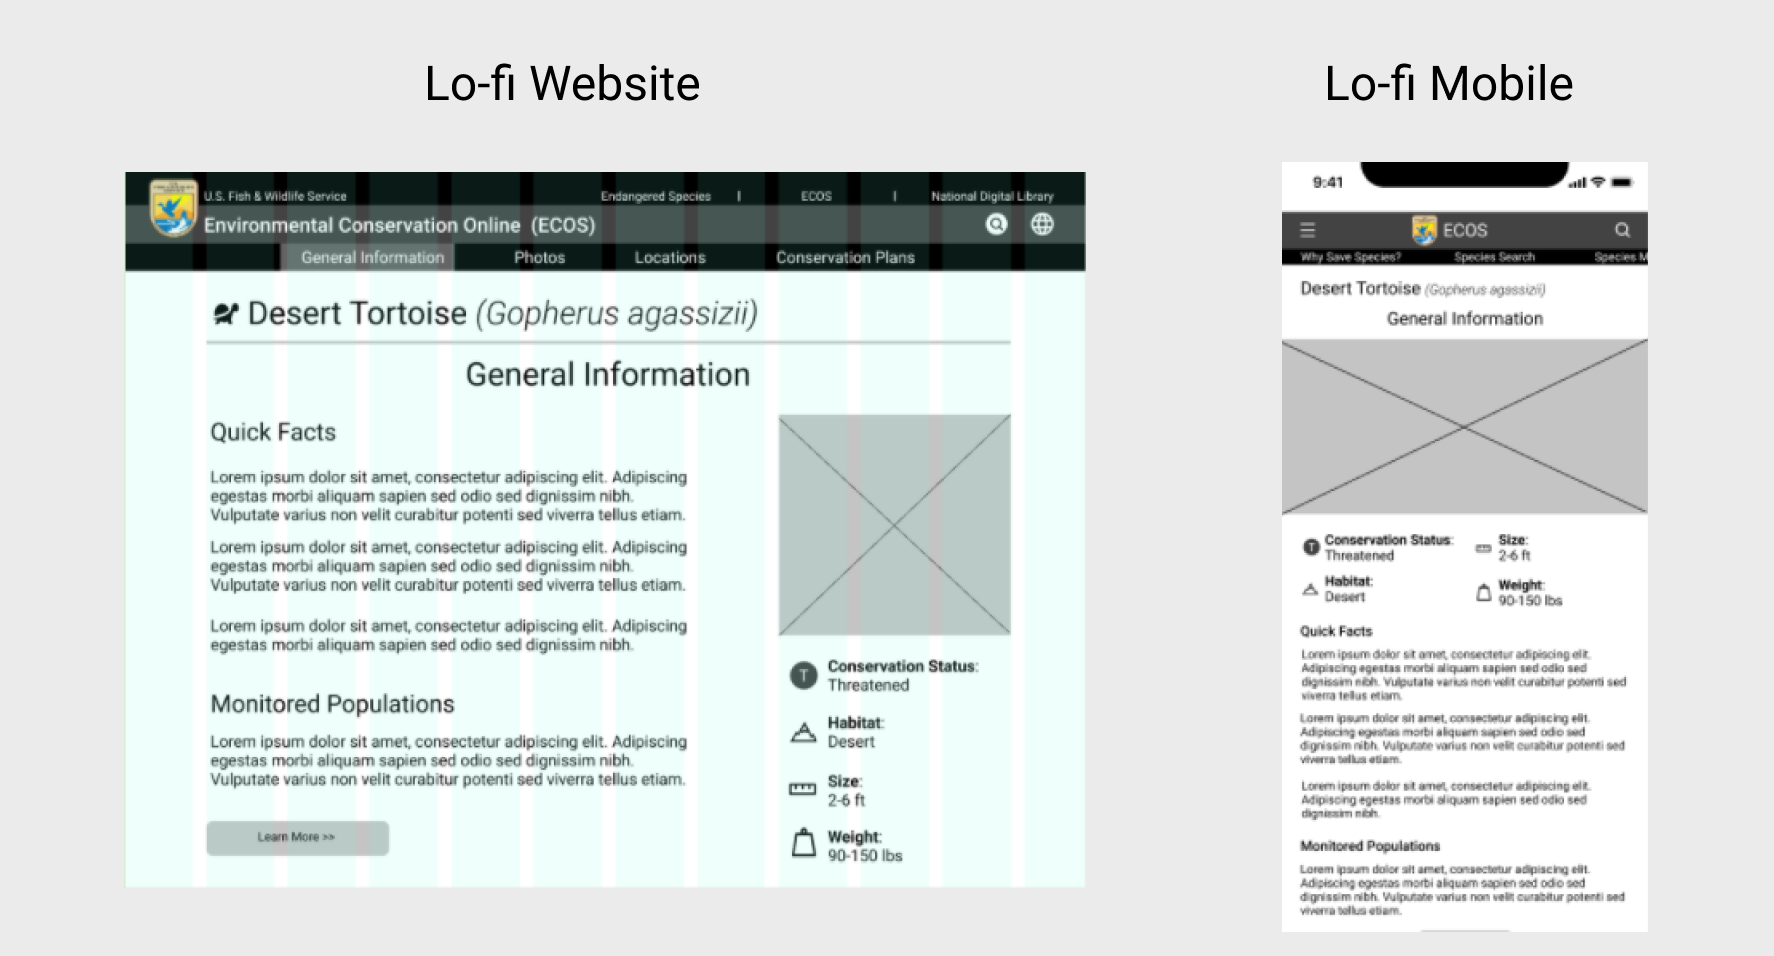 Lo-fi Website
Lo-fi Mobile
U.S. Fish & Wildlife Service
Endangered Species | ECOS | National Digital Library
Environmental Conservation Online (ECOS)
General Information Photos Locations Conservation Plans
Desert Tortoise (Gopherus agassizii)
General Information
Quick Facts
Lorem ipsum dolor sit amet, consectetur adipiscing elit. Adipiscing
egestas morbi aliquam sapien sed odio sed dignissim nibh.
Vulputate varius non velit curabitur potenti sed viverra tellus etiam.
Lorem ipsum dolor sit amet, consectetur adipiscing elit. Adipiscing
egestas morbi aliquam sapien sed odio sed dignissim nibh.
Vulputate varius non velit curabitur potenti sed viverra tellus etiam.
Lorem ipsum dolor sit amet, consectetur adipiscing elit. Adipiscing
egestas morbi aliquam sapien sed odio sed dignissim nibh.
Monitored Populations
Lorem ipsum dolor sit amet, consectetur adipiscing elit. Adipiscing
egestas morbi aliquam sapien sed odio sed dignissim nibh.
Vulputate varius non velit curabitur potenti sed viverra tellus etiam.
Learn More >>
T
Conservation Status:
Threatened
Habitat:
Desert
Size:
2-6 ft
Weight:
90-150 lbs
9:41
ECOS
Why Save Species? Species Search Species M
Desert Tortoise (Gopherus agassizii)
General Information
T
Conservation Status:
Threatened
Size:
2-6 ft
Habitat:
Desert
Weight:
90-150 lbs
Quick Facts
Lorem ipsum dolor sit amet, consectetur adipiscing elit.
Adipiscing egestas morbi aliquam sapien sed odio sed
dignissim nibh. Vulputate varius non velit curabitur potenti sed
viverra tellus etiam.
Lorem ipsum dolor sit amet, consectetur adipiscing elit.
Adipiscing egestas morbi aliquam sapien sed odio sed
dignissim nibh. Vulputate varius non velit curabitur potenti sed
viverra tellus etiam.
Lorem ipsum dolor sit amet, consectetur adipiscing elit.
Adipiscing egestas morbi aliquam sapien sed odio sed
dignissim nibh.
Monitored Populations
Lorem ipsum dolor sit amet, consectetur adipiscing elit.
Adipiscing egestas morbi aliquam sapien sed odio sed
dignissim nibh. Vulputate varius non velit curabitur potenti sed
viverra tellus etiam.